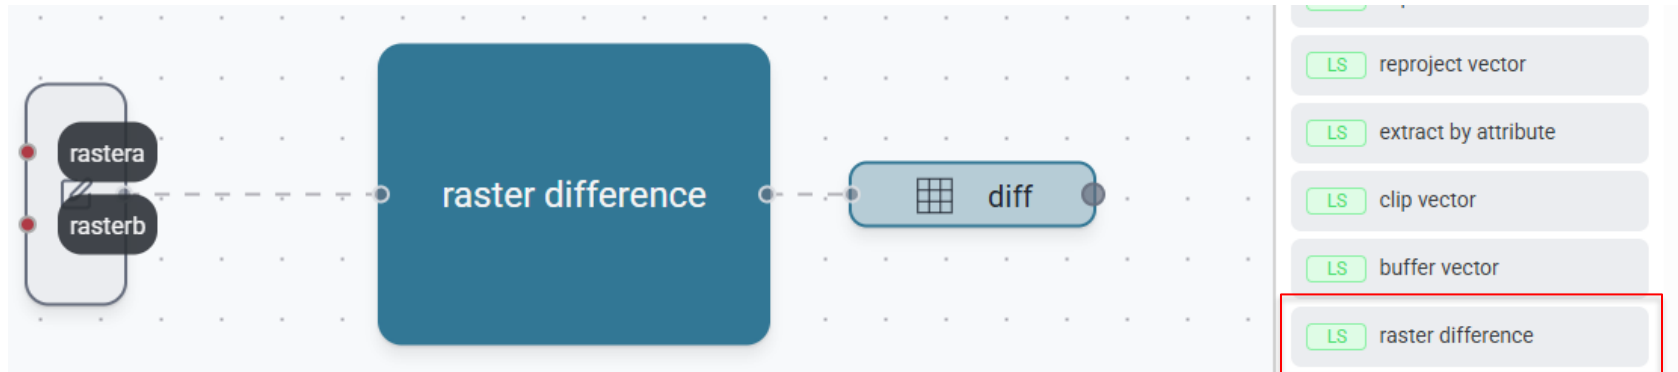 rastera
rasterb
raster difference
diff
LS reproject vector
LS extract by attribute
LS clip vector
LS buffer vector
LS raster difference